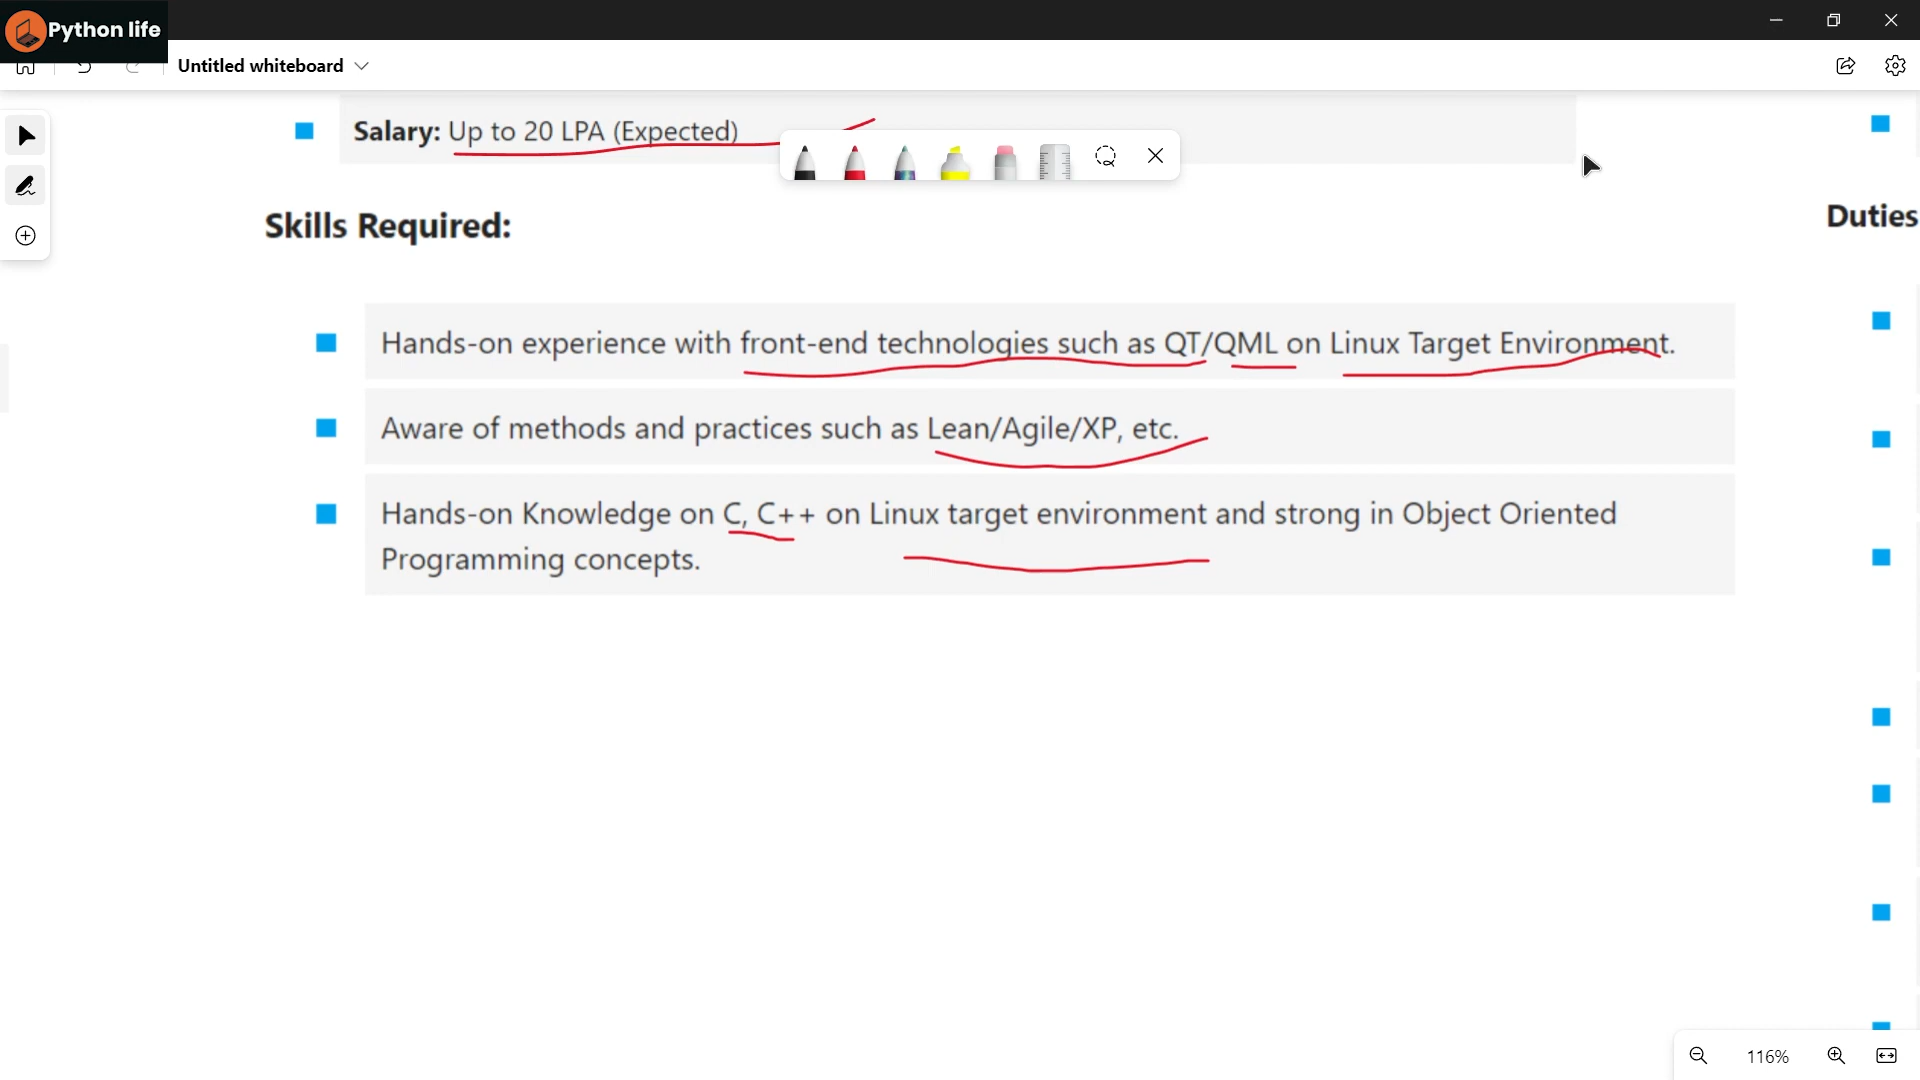 Python life
Untitled whiteboard
Salary: Up to 20 LPA (Expected)
Skills Required:
Duties
Hands-on experience with front-end technologies such as QT/QML on Linux Target Environment.
Aware of methods and practices such as Lean/Agile/XP, etc.
Hands-on Knowledge on C, C++ on Linux target environment and strong in Object Oriented
Programming concepts.
116%